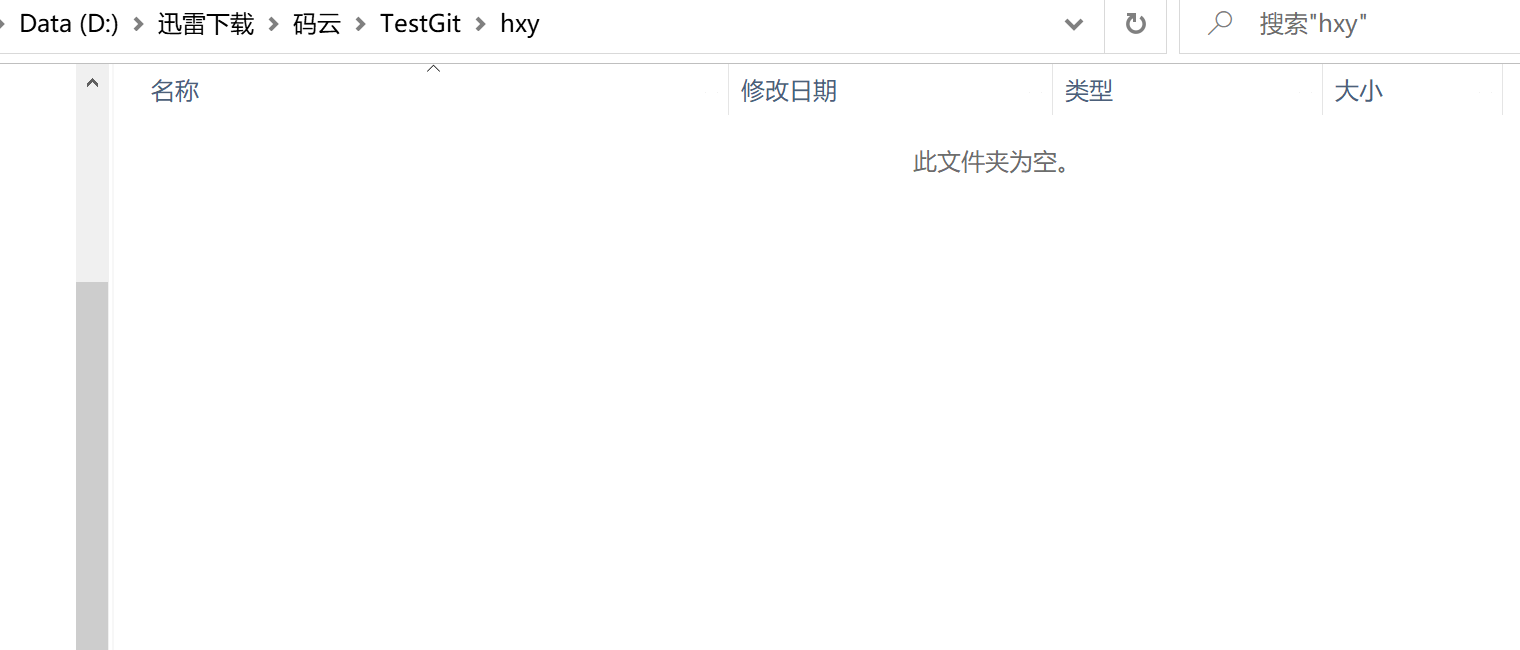 Data (D:) > 迅雷下载 > 码云 > TestGit > hxy 搜索"hxy"
名称 修改日期 类型 大小
此文件夹为空。